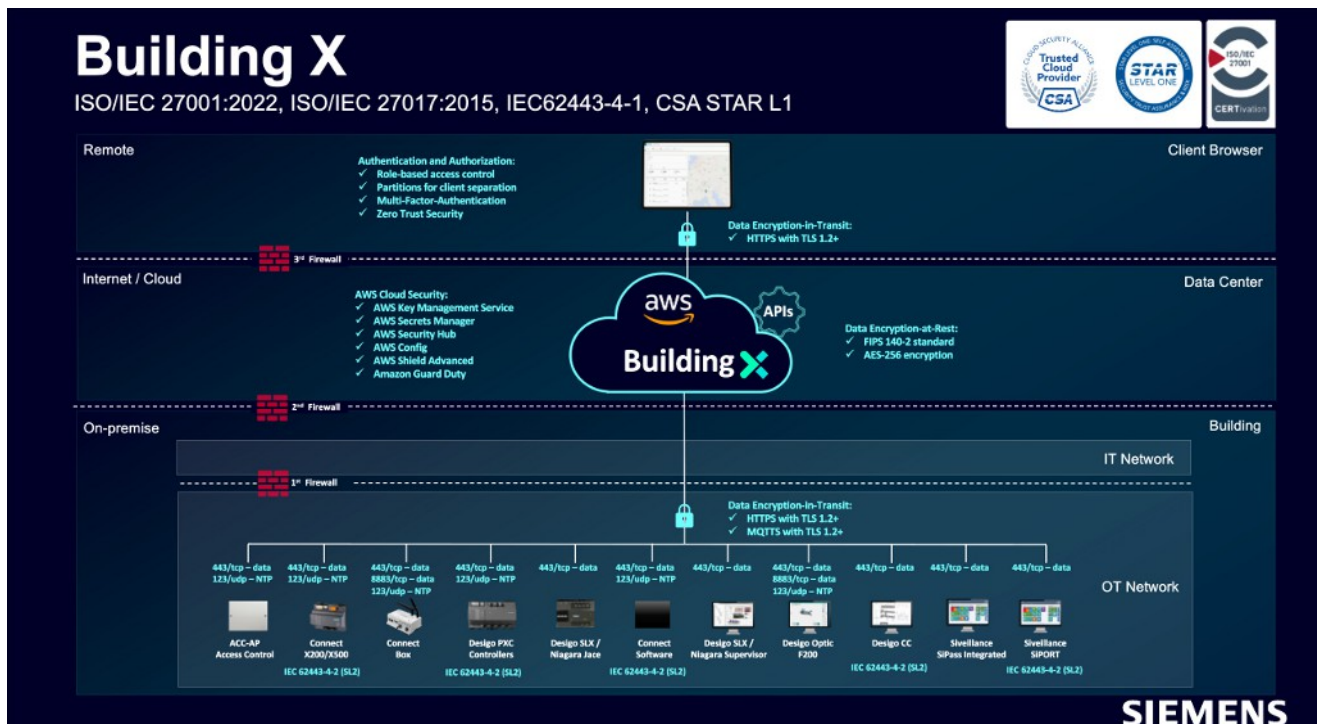 Building X
ISO/IEC 27001:2022, ISO/IEC 27017:2015, IEC62443-4-1, CSA STAR L1
CLOUD SECURITY ALLIANCE
Trusted
Cloud
Provider
CSA
STAR LEVEL ONE: SELF-ASSESSMENT
STAR
LEVEL ONE
ISO/IEC
27001
CERTivation
Remote
Client Browser
Authentication and Authorization:
✓ Role-based access control
✓ Partitions for client separation
✓ Multi-Factor-Authentication
✓ Zero Trust Security
Data Encryption-in-Transit:
✓ HTTPS with TLS 1.2+
3rd Firewall
Internet / Cloud
Data Center
AWS Cloud Security:
✓ AWS Key Management Service
✓ AWS Secrets Manager
✓ AWS Security Hub
✓ AWS Config
✓ AWS Shield Advanced
✓ Amazon Guard Duty
aws
APIs
Building X
Data Encryption-at-Rest:
✓ FIPS 140-2 standard
✓ AES-256 encryption
2nd Firewall
On-premise
Building
IT Network
1st Firewall
Data Encryption-in-Transit:
✓ HTTPS with TLS 1.2+
✓ MQTTS with TLS 1.2+
OT Network
443/tcp – data
123/udp – NTP
ACC-AP
Access Control
443/tcp – data
123/udp – NTP
Connect
X200/X500
IEC 62443-4-2 (SL2)
443/tcp – data
8883/tcp – data
123/udp – NTP
Connect
Box
443/tcp – data
123/udp – NTP
Desigo PXC
Controllers
IEC 62443-4-2 (SL2)
443/tcp – data
Desigo SLX /
Niagara Jace
443/tcp – data
123/udp – NTP
Connect
Software
IEC 62443-4-2 (SL2)
443/tcp – data
Desigo SLX /
Niagara Supervisor
443/tcp – data
8883/tcp – data
123/udp – NTP
Desigo Optic
F200
443/tcp – data
Desigo CC
IEC 62443-4-2 (SL2)
443/tcp – data
Siveillance
SiPass Integrated
443/tcp – data
Siveillance
SiPORT
IEC 62443-4-2 (SL2)
SIEMENS